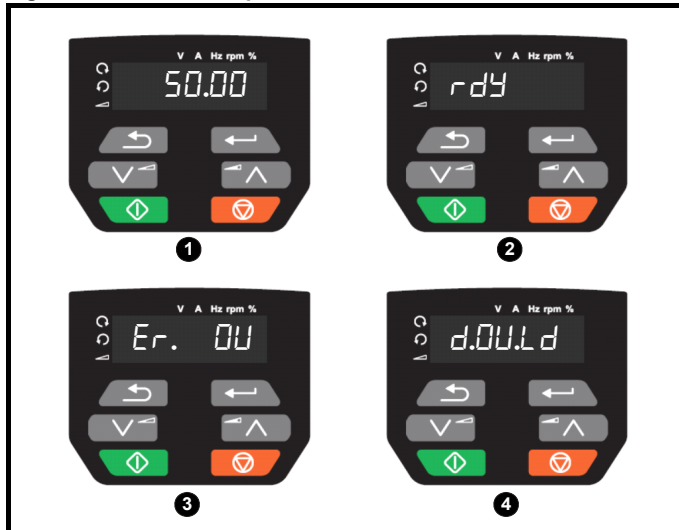 V A Hz rpm %
50.00
1
V A Hz rpm %
rdY
2
V A Hz rpm %
Er. OU
3
V A Hz rpm %
d.OU.Ld
4